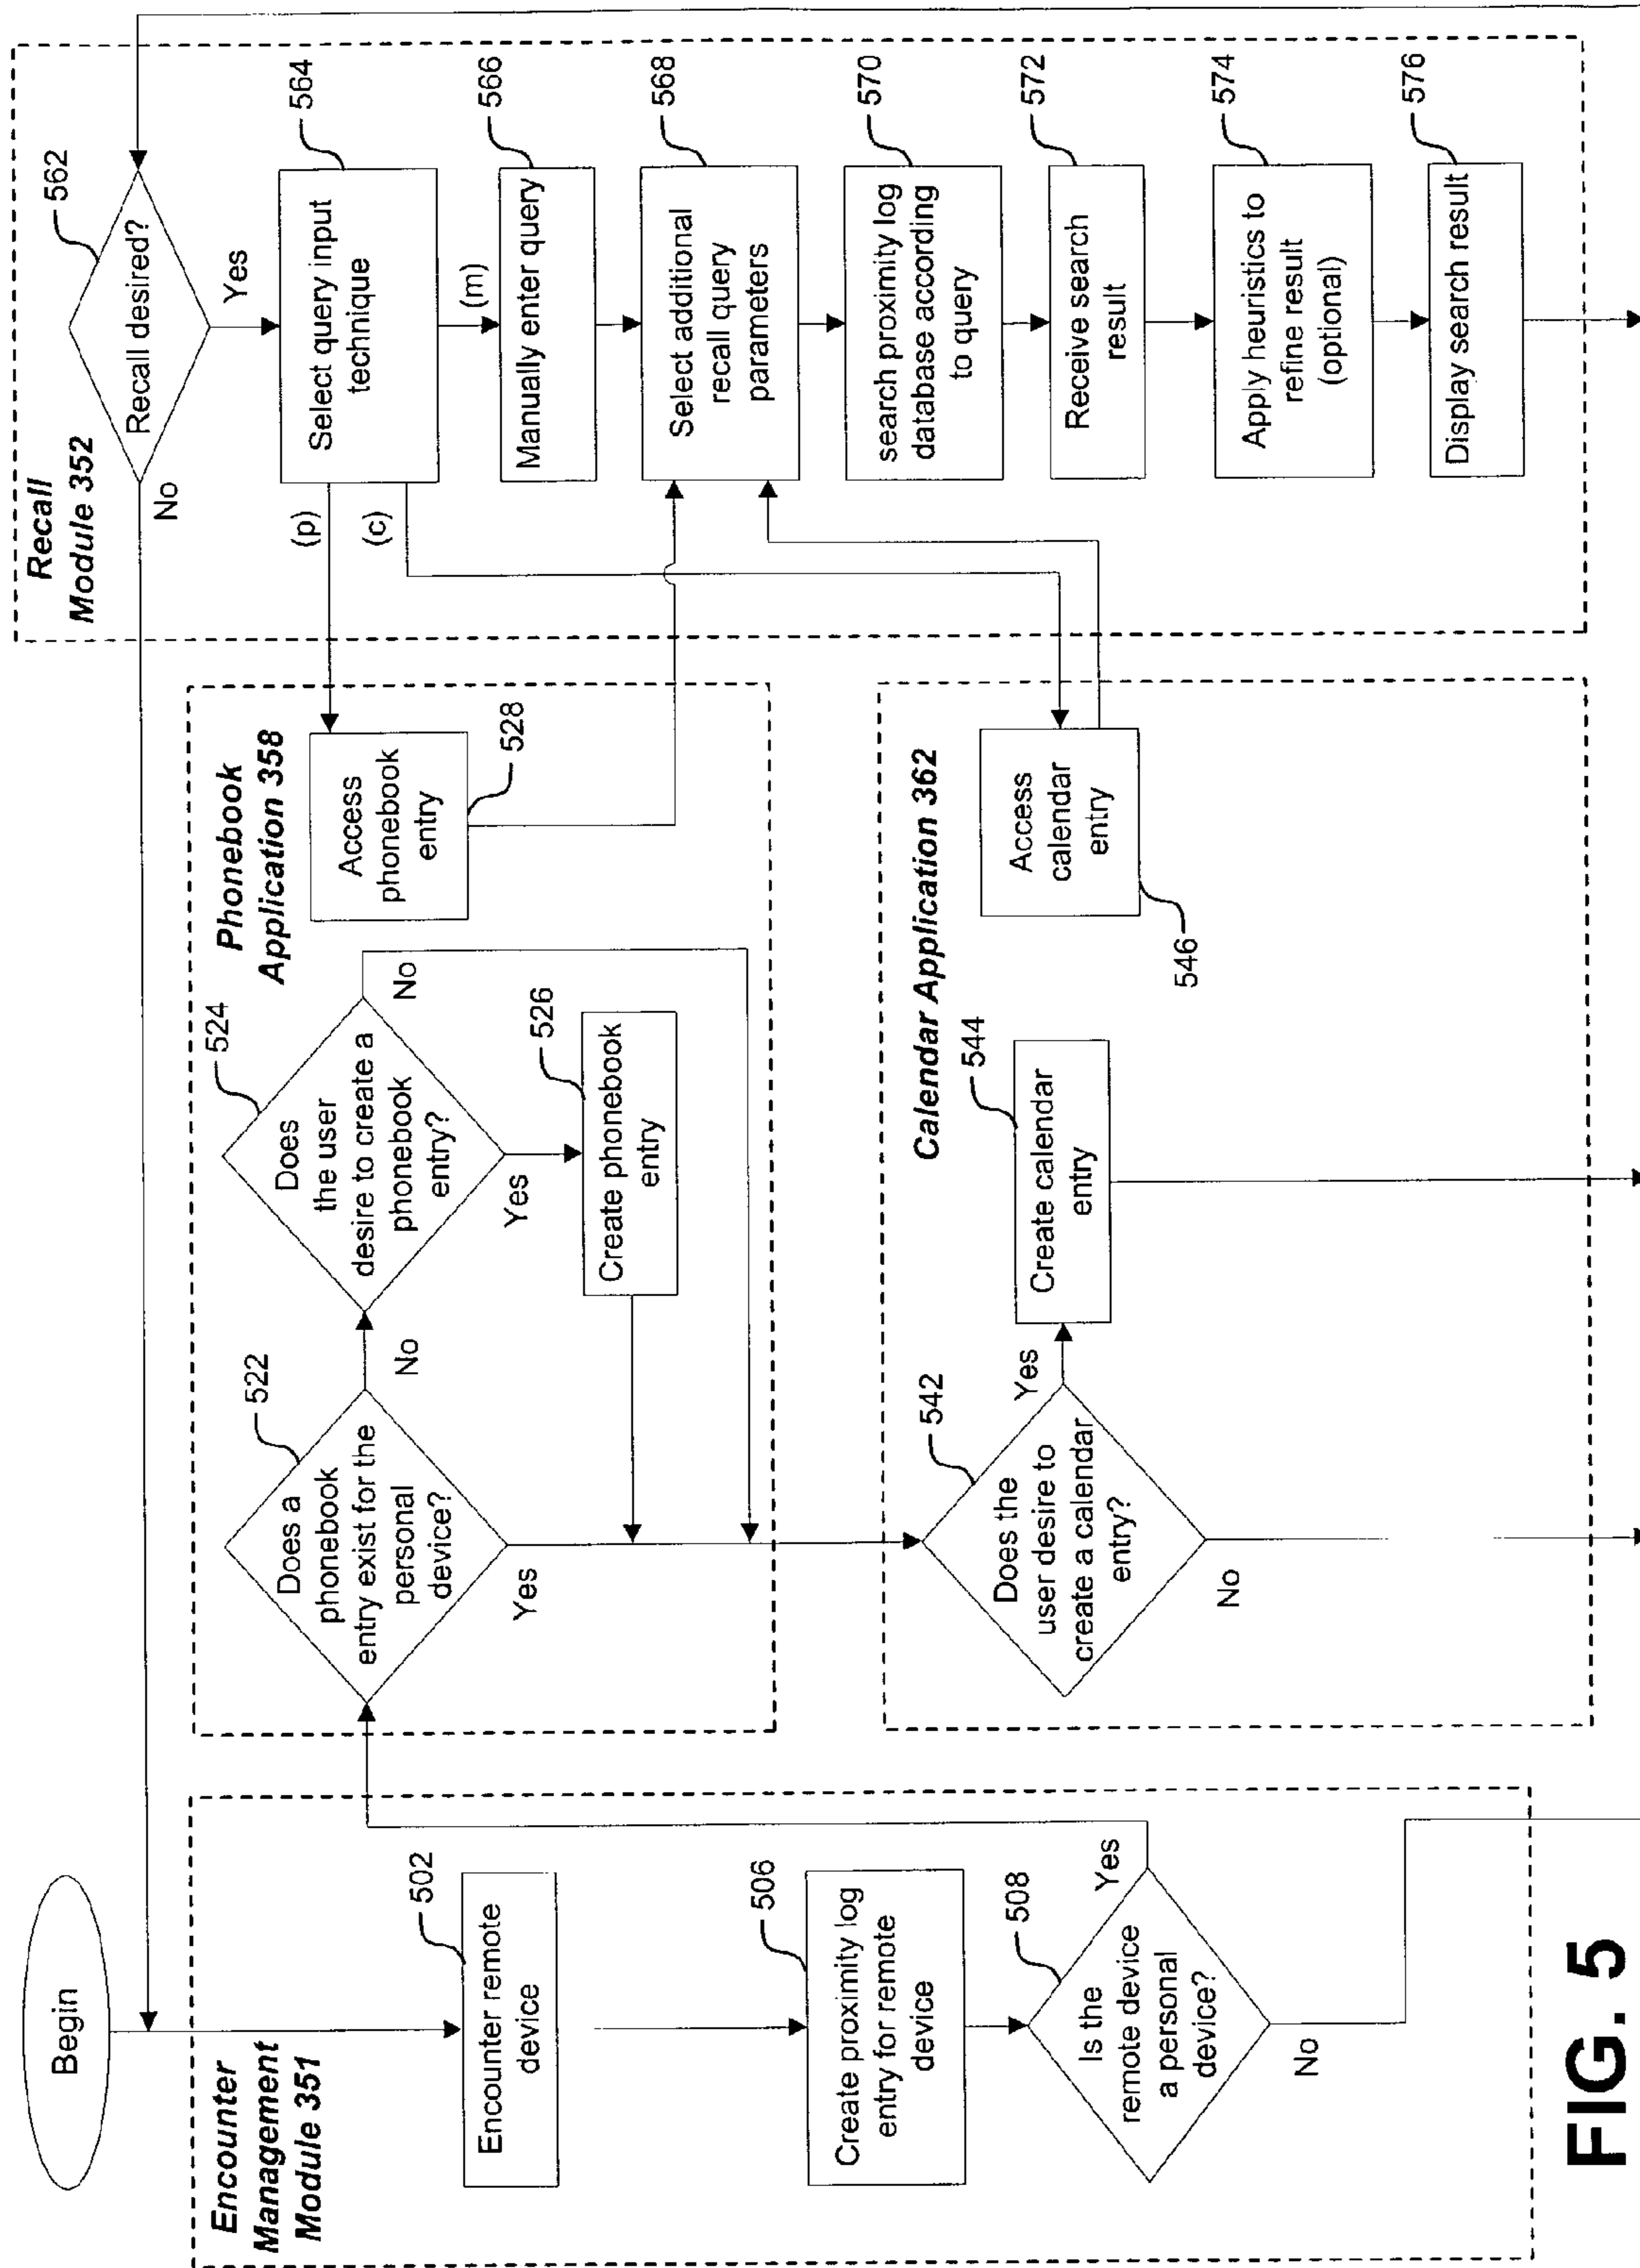 Begin
Encounter
Management
Module 351
502
Encounter remote
device
506
Create proximity log
entry for remote
device
508
Is the
remote device
a personal
device?
Yes
No
Phonebook
Application 358
522
Does a
phonebook
entry exist for the
personal
device?
No
Yes
524
Does
the user
desire to create a
phonebook
entry?
No
Yes
526
Create phonebook
entry
Access
phonebook
entry
528
Calendar Application 362
542
Does the
user desire to
create a calendar
entry?
Yes
No
544
Create calendar
entry
Access
calendar
entry
546
Recall
Module 352
562
Recall desired?
No
Yes
564
Select query input
technique
(p)
(c)
(m)
566
Manually enter query
568
Select additional
recall query
parameters
570
search proximity log
database according
to query
572
Receive search
result
574
Apply heuristics to
refine result
(optional)
576
Display search result
FIG. 5